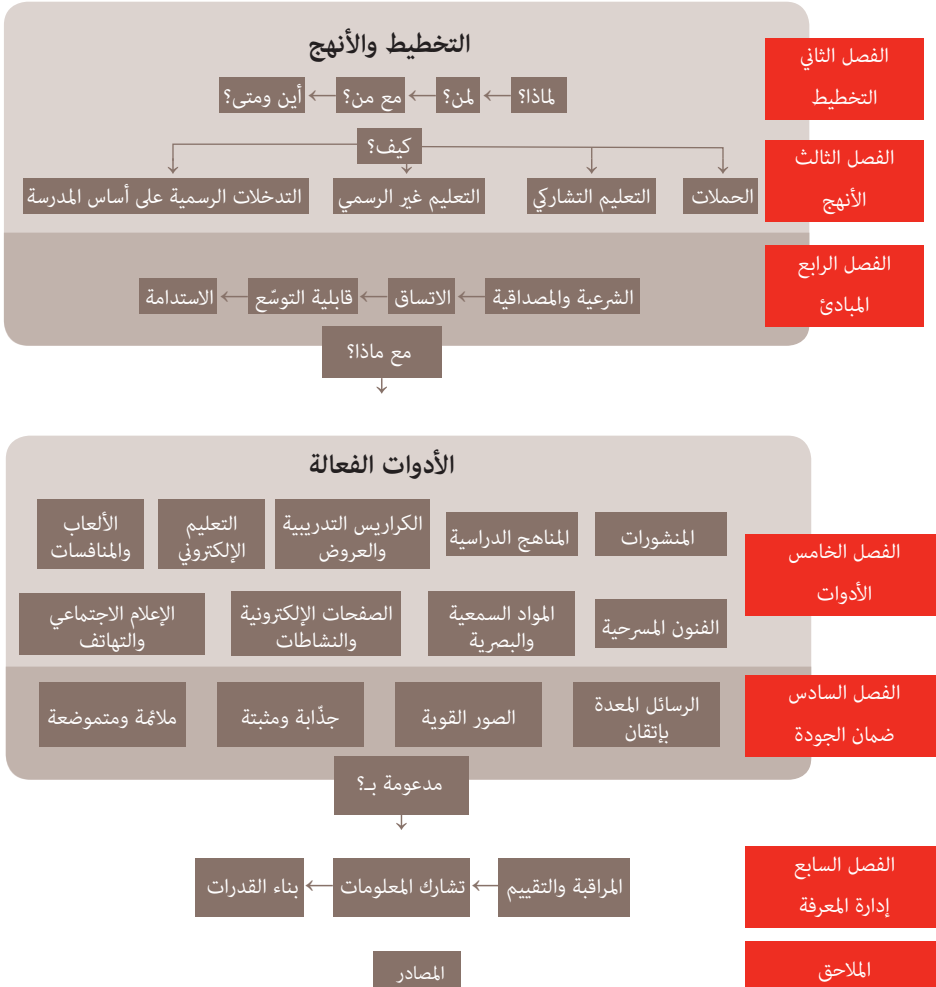 التخطيط والأنهج
الفصل الثاني
التخطيط
لماذا؟ لمن؟ مع من؟ أين ومتى؟
كيف؟
الفصل الثالث
الأنهج
الحملات التعليم التشاركي التعليم غير الرسمي التدخلات الرسمية على أساس المدرسة
الفصل الرابع
المبادئ
الشرعية والمصداقية الاتساق قابلية التوسّع الاستدامة
مع ماذا؟
الأدوات الفعالة
الفصل الخامس
الأدوات
المنشورات
المناهج الدراسية
الكراريس التدريبية
والعروض
التعليم
الإلكتروني
الألعاب
والمنافسات
الفنون المسرحية
المواد السمعية
والبصرية
الصفحات الإلكترونية
والنشاطات
الإعلام الاجتماعي
والتهاتف
الفصل السادس
ضمان الجودة
الرسائل المعدة
بإتقان
الصور القوية
جذّابة ومثبتة
ملائمة ومتموضعة
مدعومة بـ؟
الفصل السابع
إدارة المعرفة
المراقبة والتقييم تشارك المعلومات بناء القدرات
الملاحق
المصادر